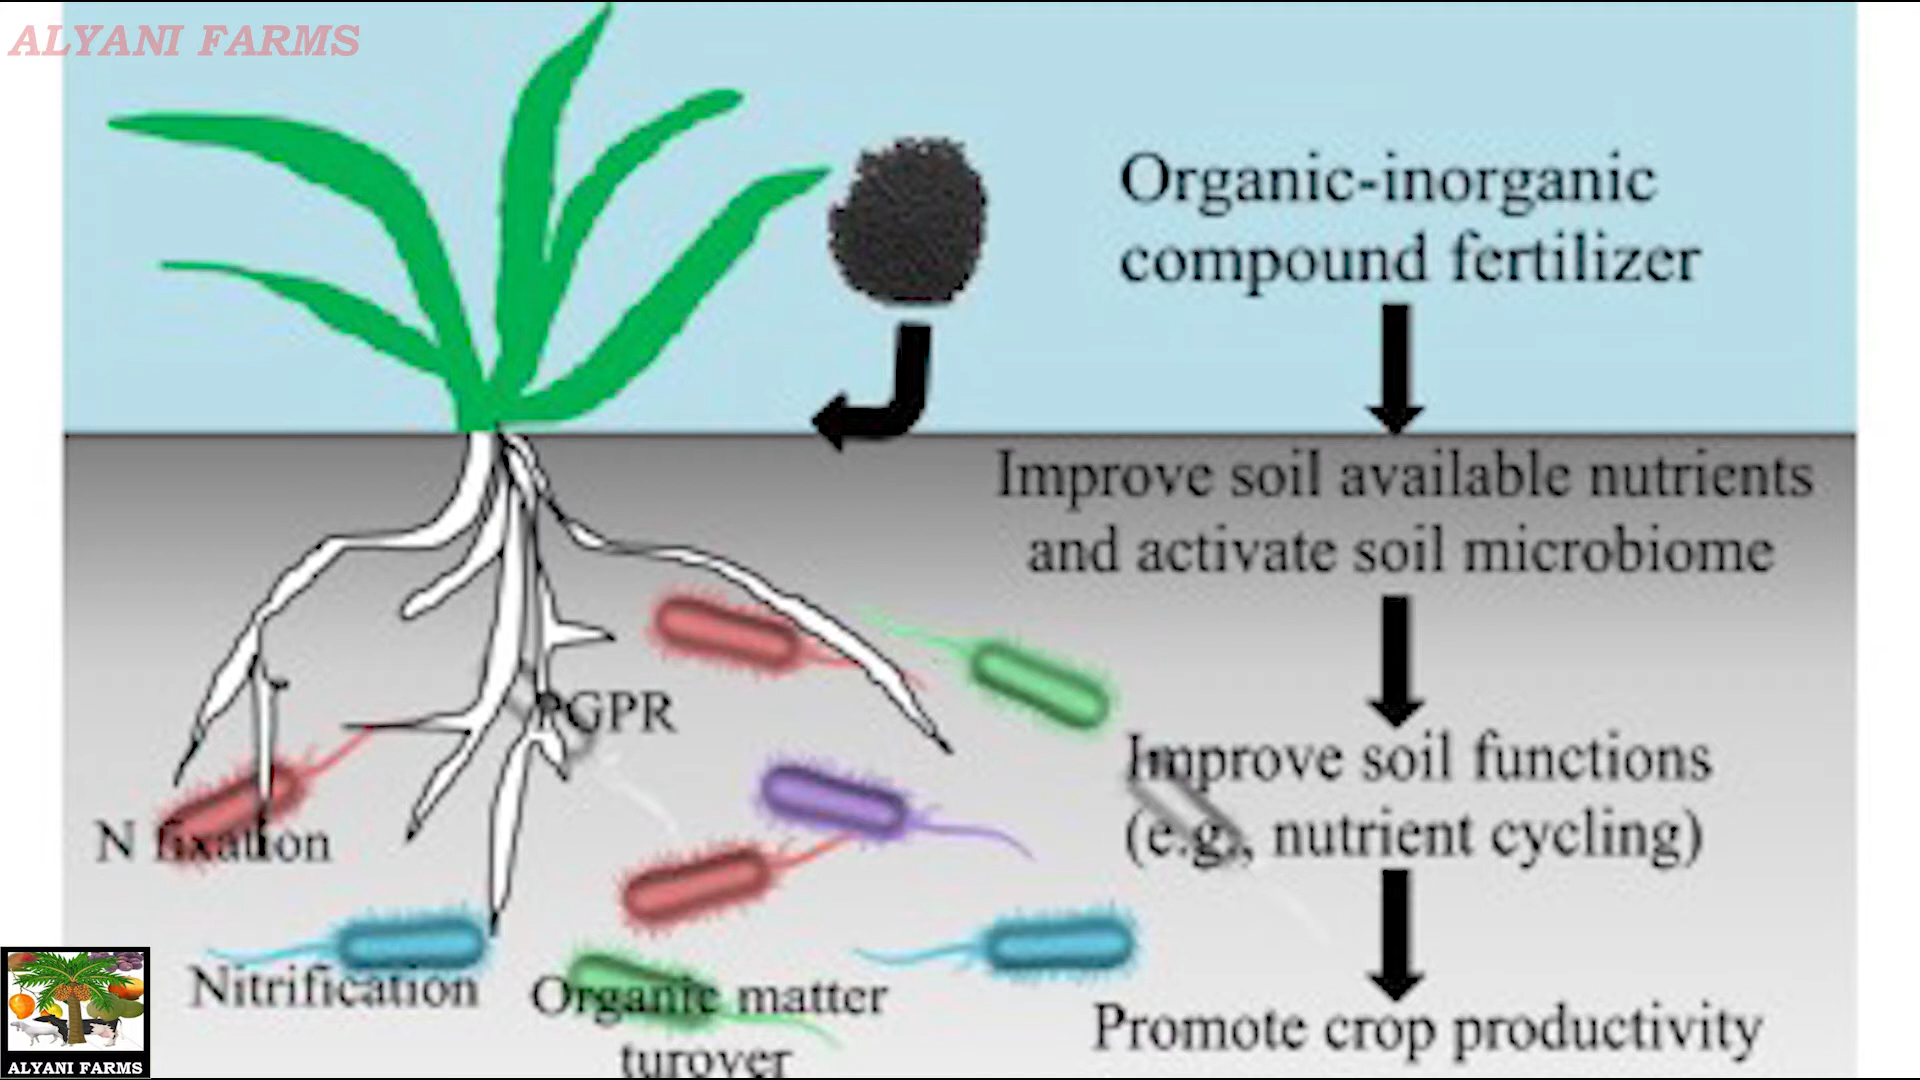 ALYANI FARMS
Organic-inorganic
compound fertilizer
Improve soil available nutrients
and activate soil microbiome
PGPR
Improve soil functions
(e.g., nutrient cycling)
N fixation
Nitrification
Organic matter
turover
Promote crop productivity
ALYANI FARMS